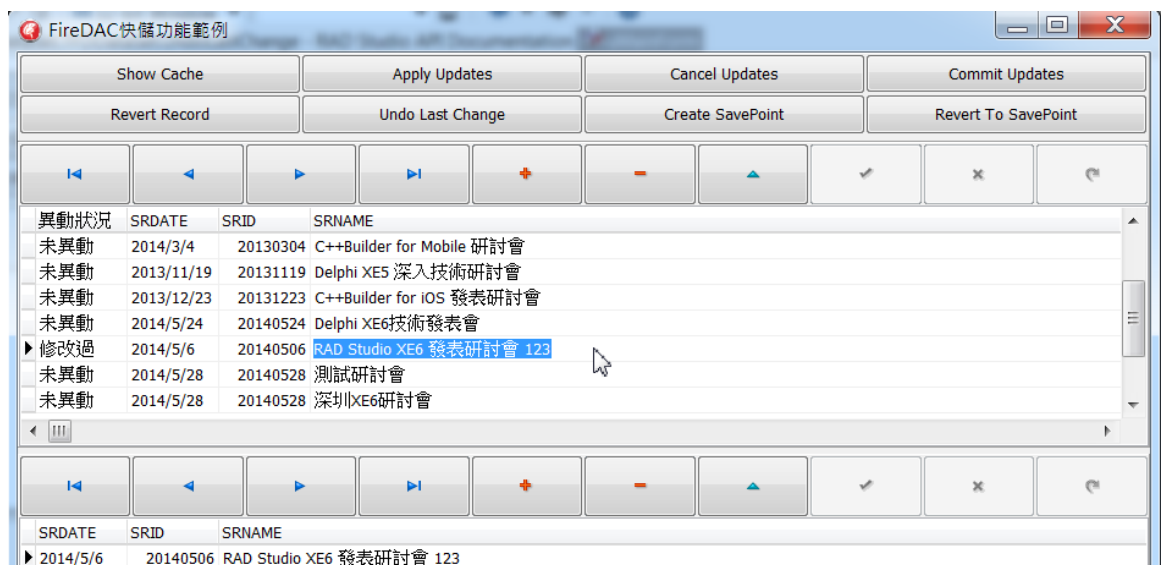 FireDAC快儲功能範例
Show Cache Apply Updates Cancel Updates Commit Updates
Revert Record Undo Last Change Create SavePoint Revert To SavePoint
異動狀況 SRDATE SRID SRNAME
未異動 2014/3/4 20130304 C++Builder for Mobile 研討會
未異動 2013/11/19 20131119 Delphi XE5 深入技術研討會
未異動 2013/12/23 20131223 C++Builder for iOS 發表研討會
未異動 2014/5/24 20140524 Delphi XE6技術發表會
修改過 2014/5/6 20140506 RAD Studio XE6 發表研討會 123
未異動 2014/5/28 20140528 測試研討會
未異動 2014/5/28 20140528 深圳XE6研討會
SRDATE SRID SRNAME
2014/5/6 20140506 RAD Studio XE6 發表研討會 123